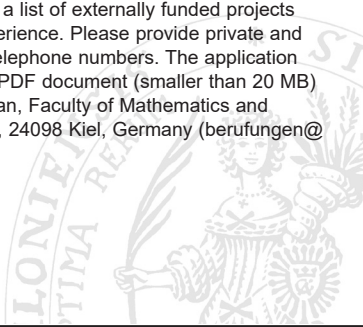 a list of externally funded projects
erience. Please provide private and
elephone numbers. The application
PDF document (smaller than 20 MB)
an, Faculty of Mathematics and
, 24098 Kiel, Germany (berufungen@